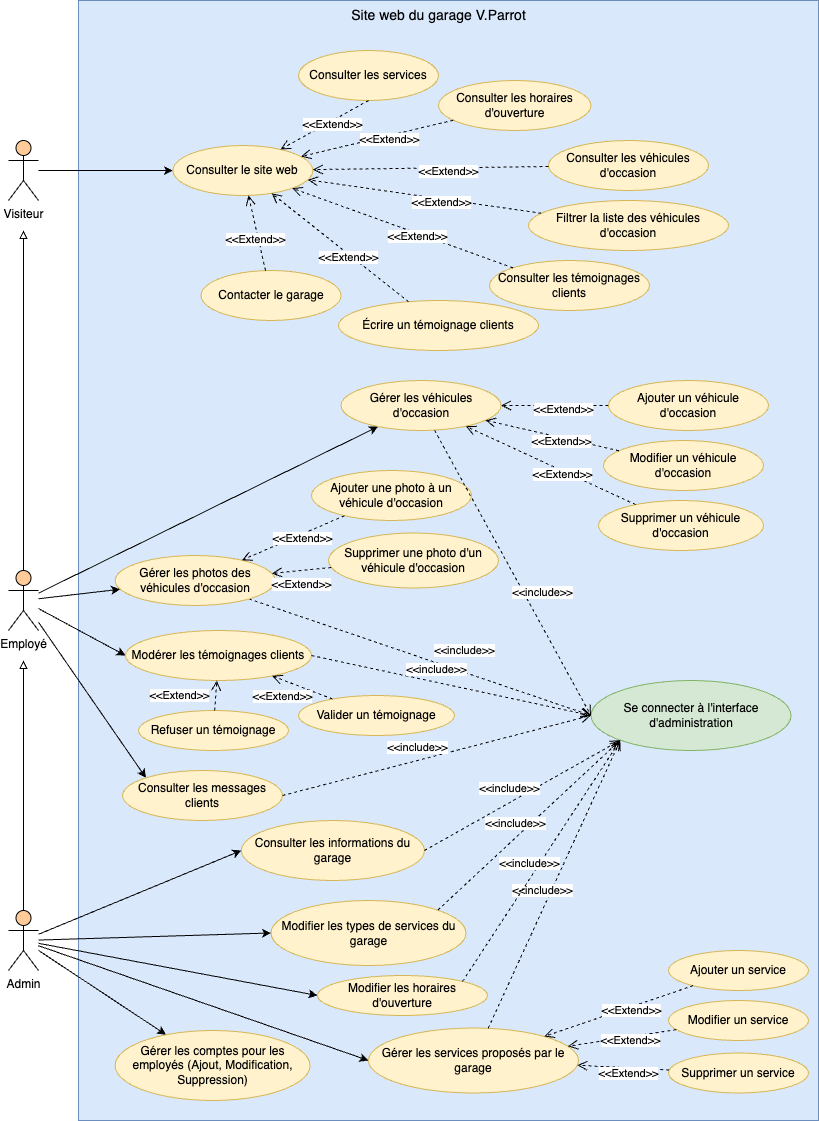 Site web du garage V.Parrot
Consulter les services
Consulter les horaires
d'ouverture
<<Extend>>
<<Extend>>
Consulter les véhicules
d'occasion
Consulter le site web
<<Extend>>
Visiteur
<<Extend>>
Filtrer la liste des véhicules
d'occasion
<<Extend>>
<<Extend>>
<<Extend>>
Consulter les témoignages
clients
Contacter le garage
Écrire un témoignage clients
Gérer les véhicules
d'occasion
Ajouter un véhicule
d'occasion
<<Extend>>
<<Extend>>
Modifier un véhicule
d'occasion
<<Extend>>
Ajouter une photo à un
véhicule d'occasion
Supprimer un véhicule
d'occasion
<<Extend>>
Supprimer une photo d'un
véhicule d'occasion
Gérer les photos des
véhicules d'occasion
<<Extend>>
<<include>>
Employé
Modérer les témoignages clients
<<include>>
<<include>>
<<Extend>>
<<Extend>>
Valider un témoignage
Refuser un témoignage
Se connecter à l'interface
d'administration
<<include>>
Consulter les messages
clients
<<include>>
<<include>>
Consulter les informations du
garage
<<include>>
<<include>>
Modifier les types de services du
garage
Admin
Modifier les horaires
d'ouverture
Ajouter un service
<<Extend>>
Modifier un service
<<Extend>>
Gérer les comptes pour les
employés (Ajout, Modification,
Suppression)
Gérer les services proposés par le
garage
<<Extend>>
Supprimer un service